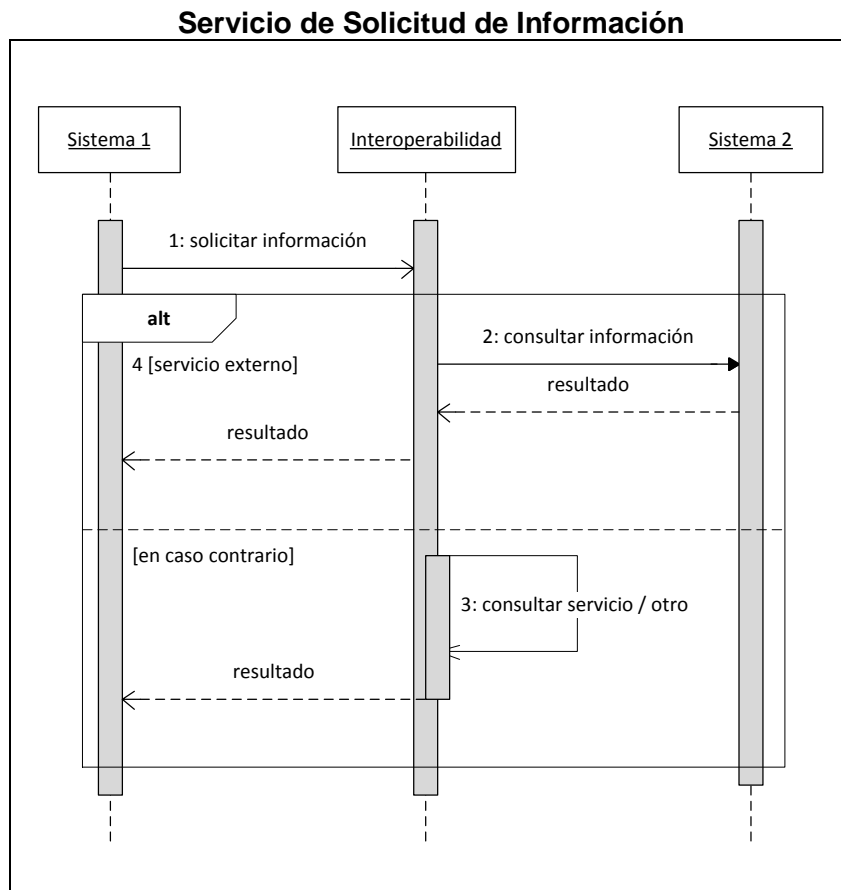 Servicio de Solicitud de Información
Sistema 1
Interoperabilidad
Sistema 2
1: solicitar información
alt
2: consultar información
4 [servicio externo]
resultado
resultado
[en caso contrario]
3: consultar servicio / otro
resultado